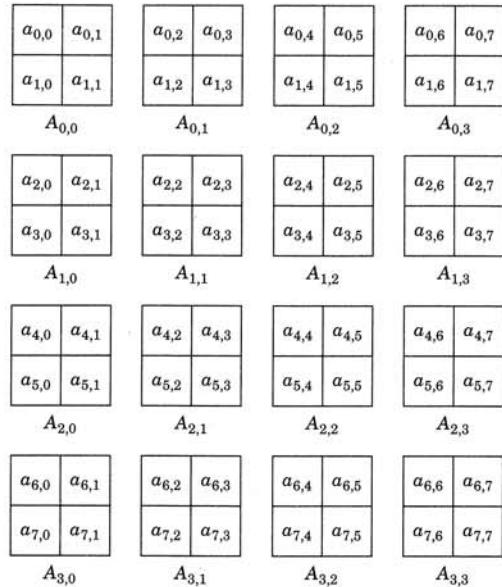 a0,0 a0,1 a0,2 a0,3 a0,4 a0,5 a0,6 a0,7
a1,0 a1,1 a1,2 a1,3 a1,4 a1,5 a1,6 a1,7
A0,0 A0,1 A0,2 A0,3
a2,0 a2,1 a2,2 a2,3 a2,4 a2,5 a2,6 a2,7
a3,0 a3,1 a3,2 a3,3 a3,4 a3,5 a3,6 a3,7
A1,0 A1,1 A1,2 A1,3
a4,0 a4,1 a4,2 a4,3 a4,4 a4,5 a4,6 a4,7
a5,0 a5,1 a5,2 a5,3 a5,4 a5,5 a5,6 a5,7
A2,0 A2,1 A2,2 A2,3
a6,0 a6,1 a6,2 a6,3 a6,4 a6,5 a6,6 a6,7
a7,0 a7,1 a7,2 a7,3 a7,4 a7,5 a7,6 a7,7
A3,0 A3,1 A3,2 A3,3